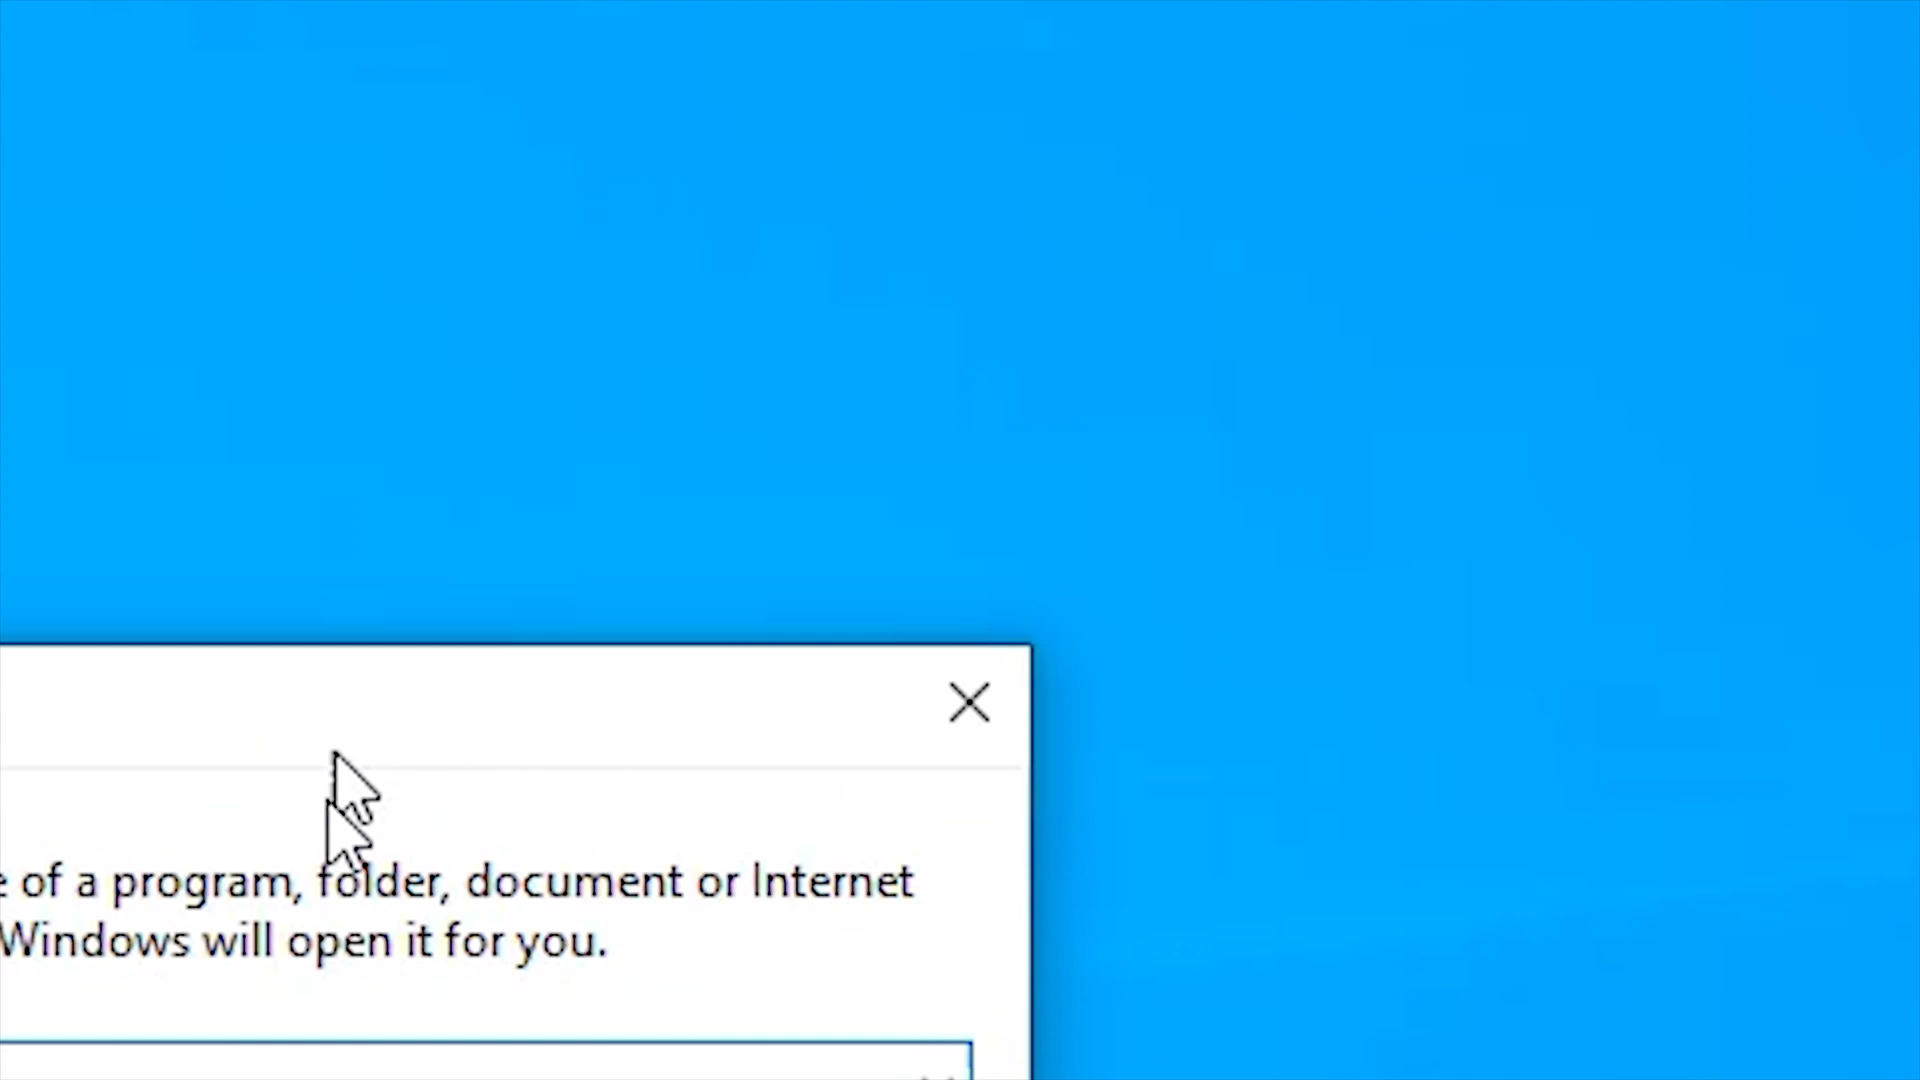 of a program, folder, document or Internet
Windows will open it for you.